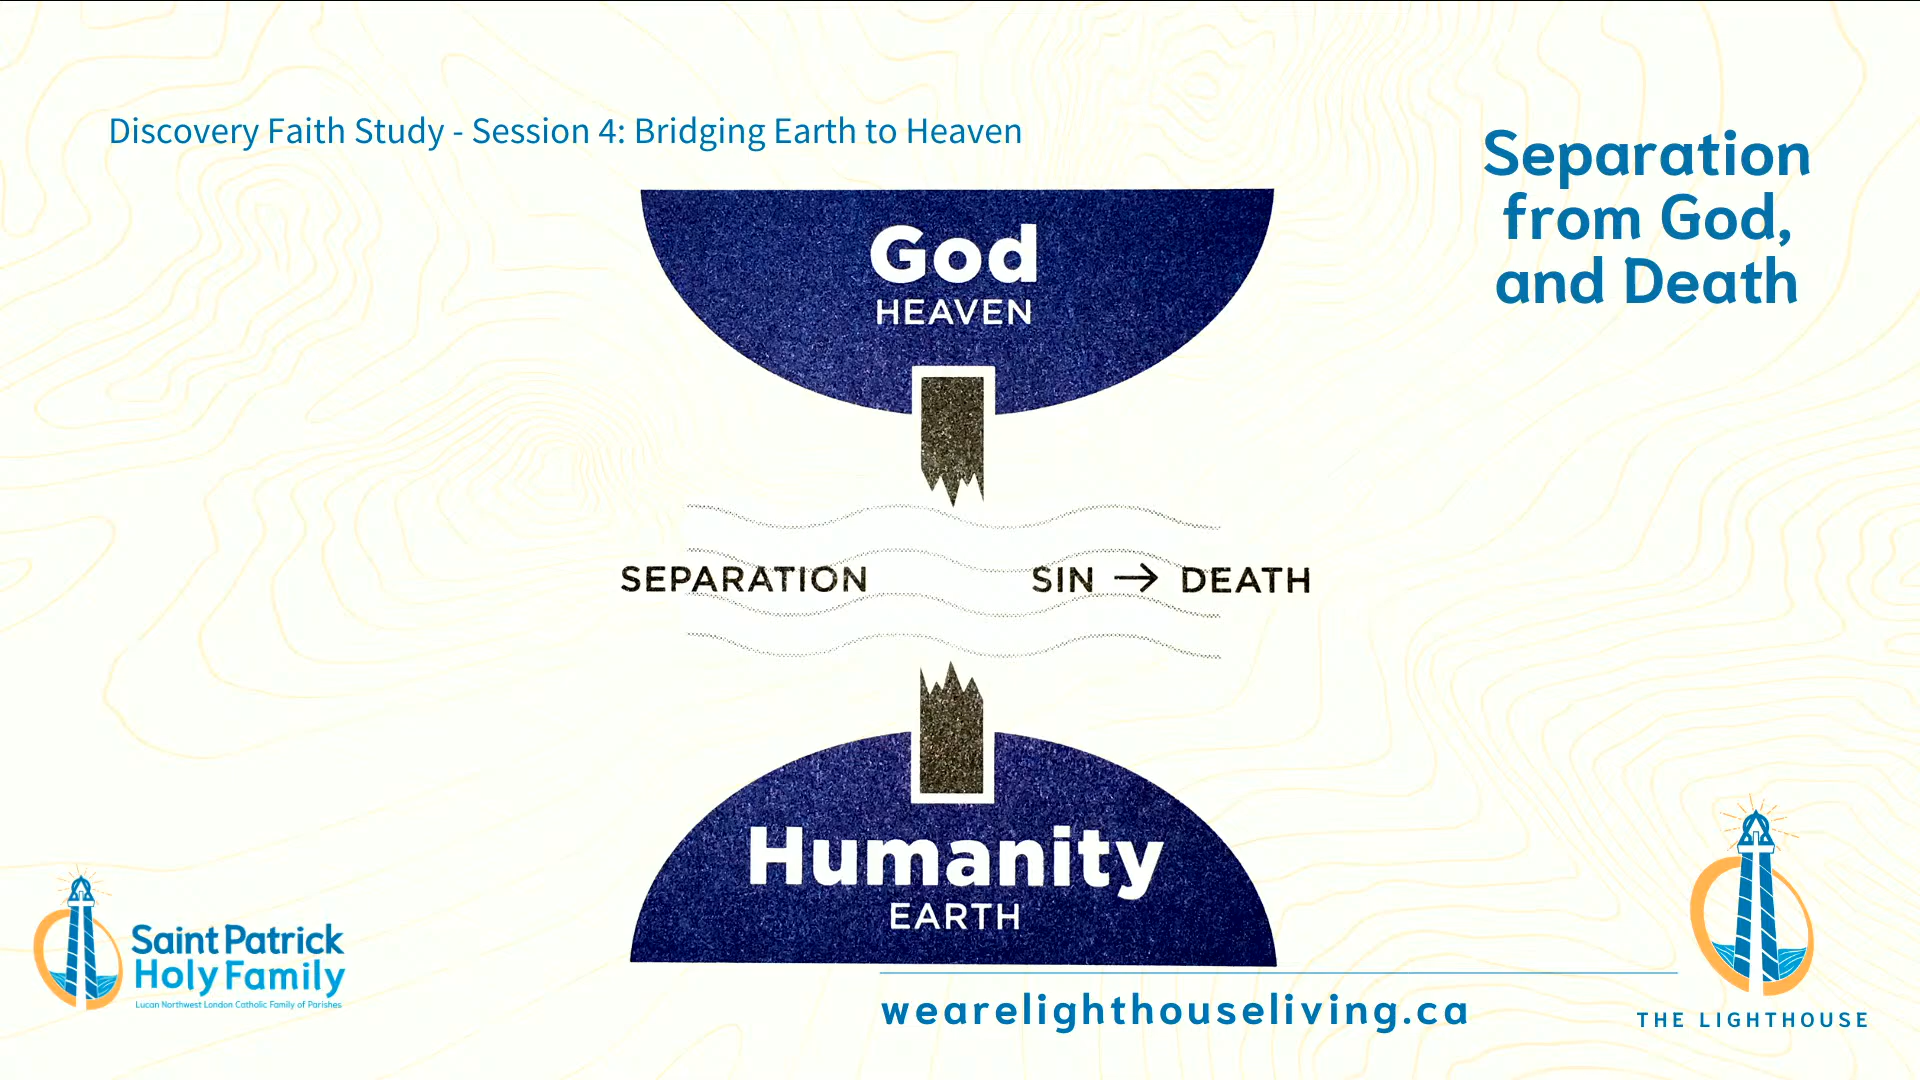 Discovery Faith Study - Session 4: Bridging Earth to Heaven
Separation
from God,
and Death
God
HEAVEN
SEPARATION
SIN → DEATH
Humanity
EARTH
Saint Patrick
Holy Family
Lucan Northwest London Catholic Family of Parishes
wearelighthouseliving.ca
THE LIGHTHOUSE